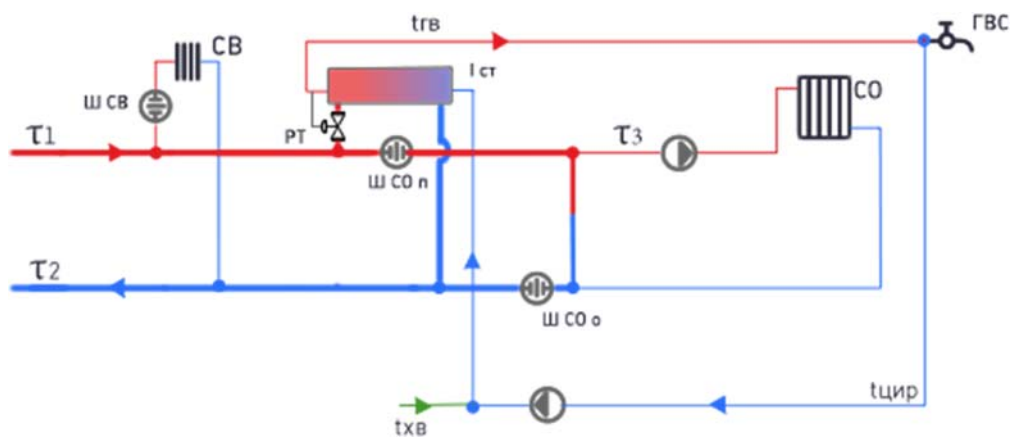 tгв
ГВС
СВ
I ст
Ш СВ
СО
τ1
РТ
τ3
Ш СО п
τ2
Ш СО о
tцир
tхв